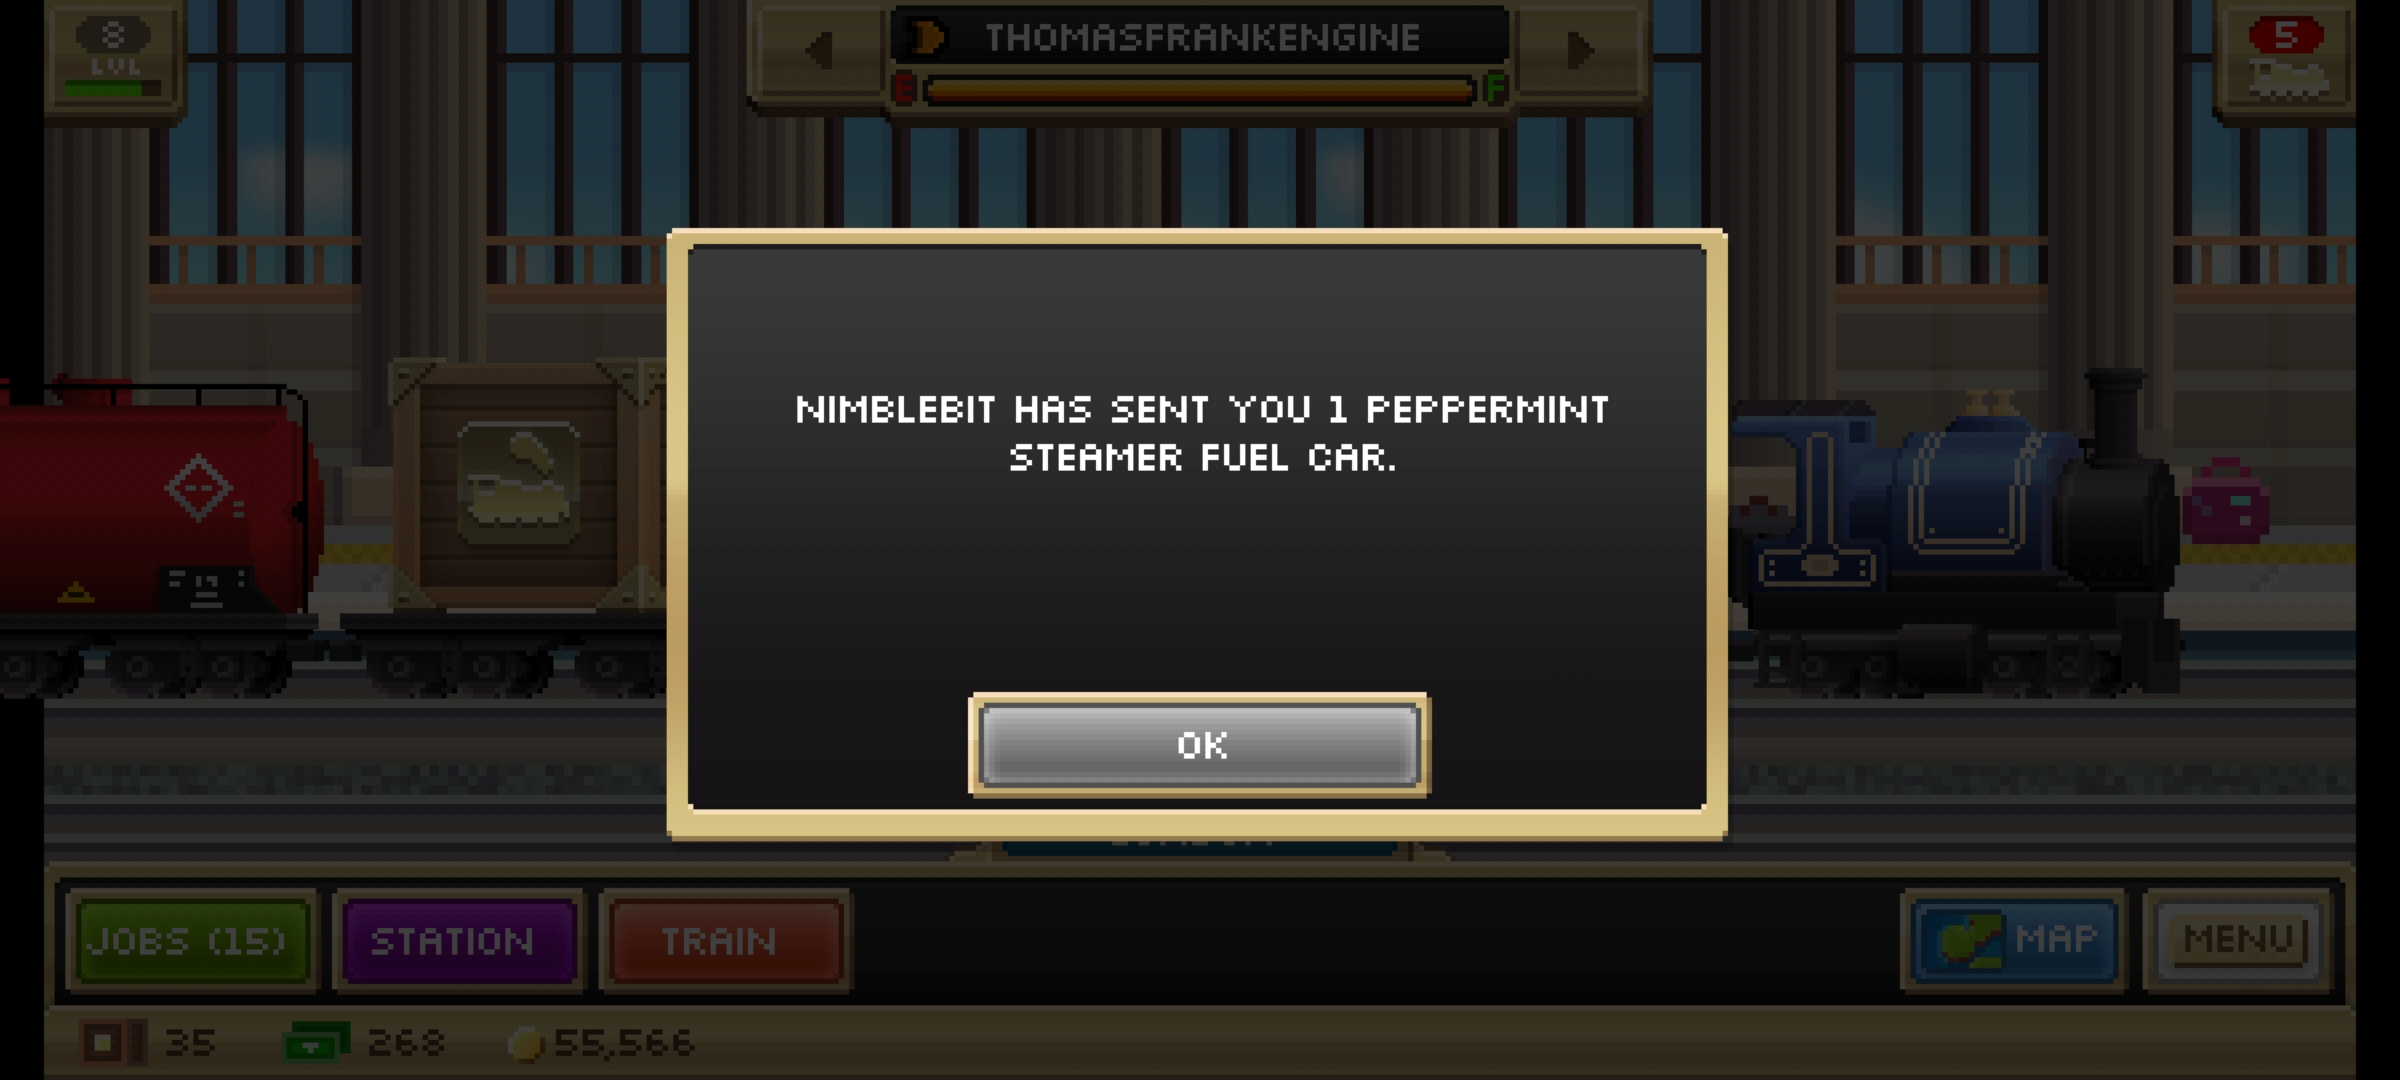 8
LVL
THOMASFRANKENGINE
E
F
5
NIMBLEBIT HAS SENT YOU 1 PEPPERMINT
STEAMER FUEL CAR.
OK
JOBS (15)
STATION
TRAIN
MAP
MENU
35
268
55,566